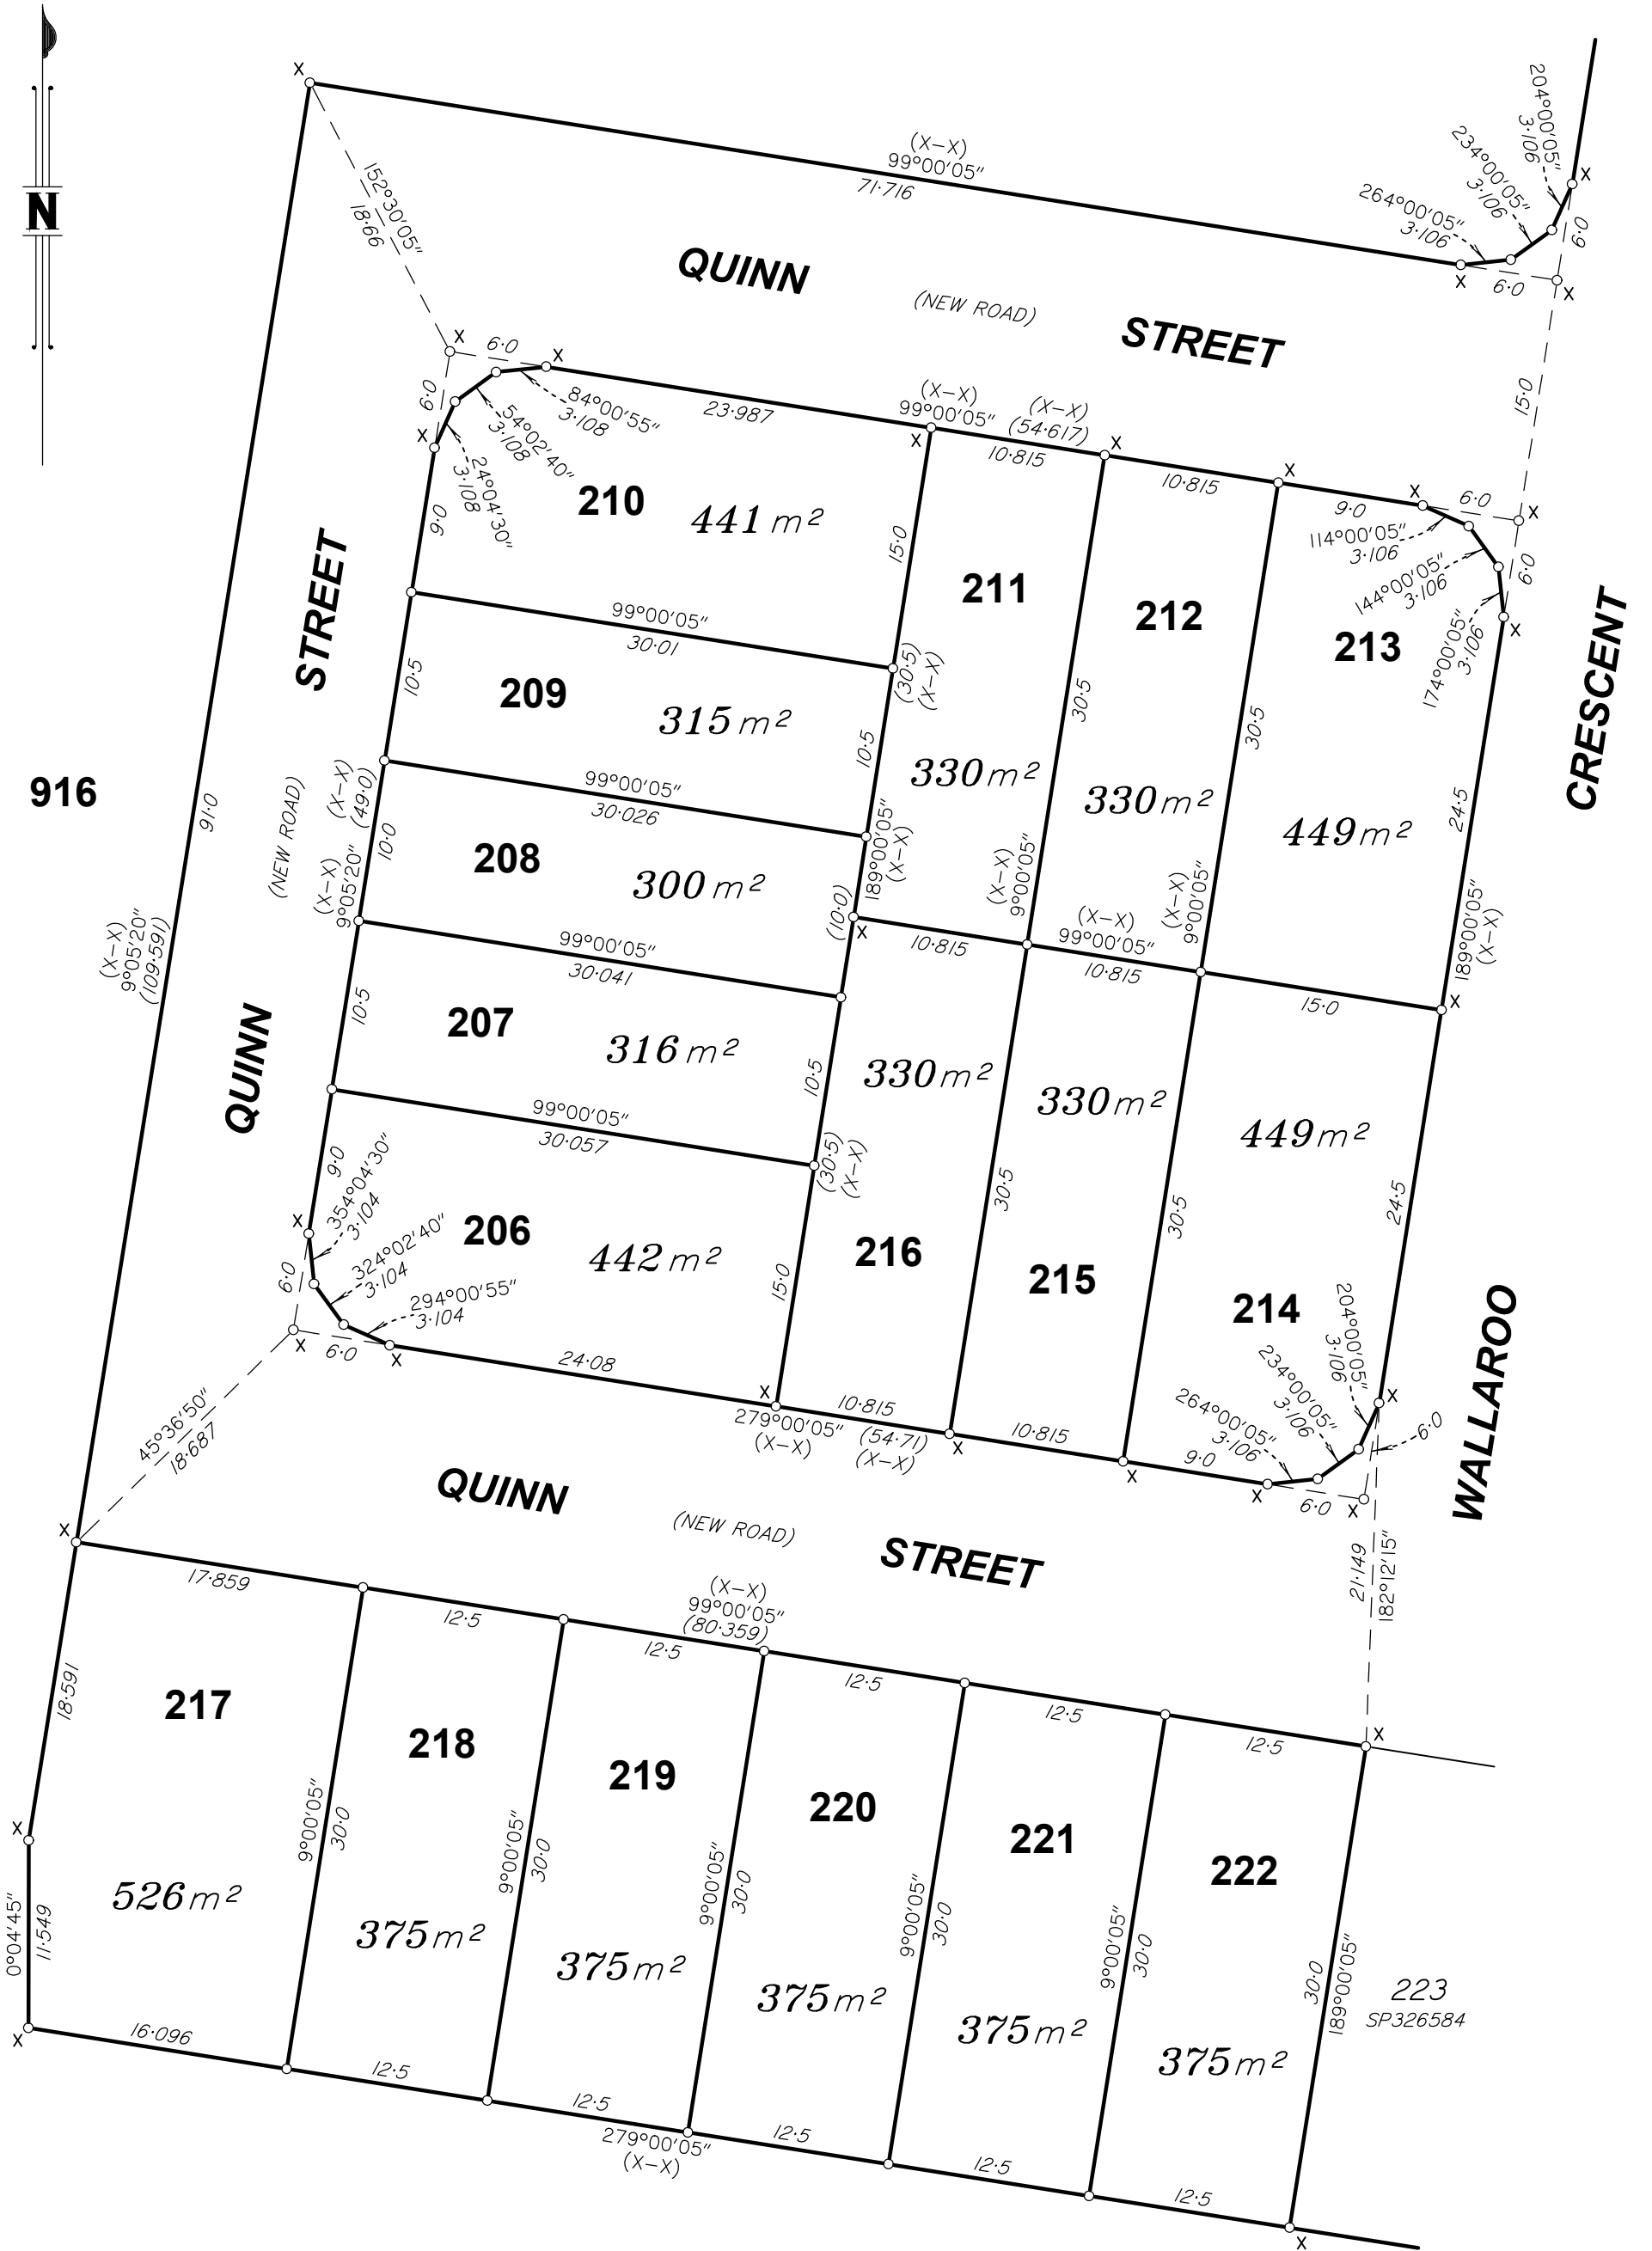 N
X
(X–X)
99°00'05"
71·716
204°00'05"
3·106
234°00'05"
3·106
264°00'05"
3·106
X
6·0
X
6·0
X
152°30'05"
18·66
QUINN
(NEW ROAD)
STREET
15·0
X
6·0
X
6·0
X
84°00'55"
3·108
54°02'40"
3·108
24°04'30"
3·108
23·987
(X–X)
99°00'05"
(X–X)
(54·617)
X
10·815
X
10·815
X
9·0
X
6·0
X
6·0
X
114°00'05"
3·106
144°00'05"
3·106
174°00'05"
3·106
9·0
210
441 m²
15·0
211
212
213
STREET
99°00'05"
30·01
(30·5)
(X–X)
10·5
209
315 m²
10·5
330 m²
30·5
330 m²
30·5
449 m²
24·5
CRESCENT
916
91·0
(NEW ROAD)
(X–X)
(49·0)
99°00'05"
30·026
10·0
208
300 m²
189°00'05"
(X–X)
(10·0)
(X–X)
9°00'05"
(X–X)
9°00'05"
(X–X)
9°05'20"
(X–X)
9°05'20"
(109·591)
X
10·815
(X–X)
99°00'05"
10·815
15·0
X
189°00'05"
(X–X)
99°00'05"
30·041
10·5
207
316 m²
10·5
QUINN
330 m²
330 m²
449 m²
99°00'05"
30·057
(30·5)
(X–X)
9·0
354°04'30"
3·104
324°02'40"
3·104
294°00'55"
3·104
X
6·0
X
6·0
X
206
442 m²
15·0
216
30·5
215
30·5
214
24·5
24·08
X
279°00'05"
(X–X)
10·815
(54·71)
(X–X)
X
10·815
X
9·0
X
264°00'05"
3·106
234°00'05"
3·106
204°00'05"
3·106
X
6·0
6·0
X
WALLAROO
45°36'50"
18·687
QUINN
(NEW ROAD)
STREET
21·149
182°12'15"
X
17·859
12·5
(X–X)
99°00'05"
(80·359)
12·5
12·5
12·5
12·5
X
18·591
217
218
219
220
221
222
X
0°04'45"
11·549
X
526 m²
9°00'05"
30·0
375 m²
9°00'05"
30·0
375 m²
9°00'05"
30·0
375 m²
9°00'05"
30·0
375 m²
9°00'05"
30·0
375 m²
30·0
189°00'05"
223
SP326584
16·096
12·5
12·5
279°00'05"
(X–X)
12·5
12·5
12·5
X